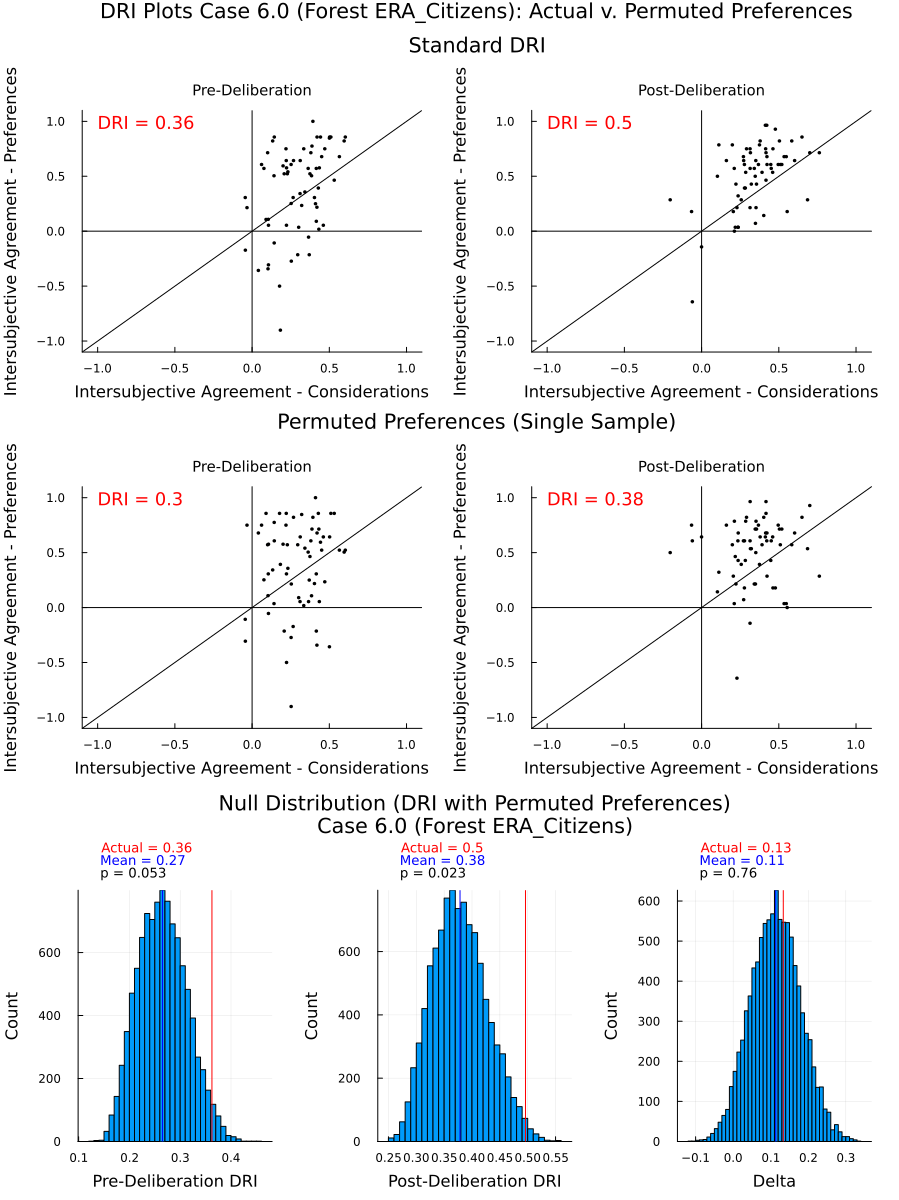 DRI Plots Case 6.0 (Forest ERA_Citizens): Actual v. Permuted Preferences
Standard DRI
Pre-Deliberation
Post-Deliberation
DRI = 0.36
DRI = 0.5
Intersubjective Agreement - Preferences
Intersubjective Agreement - Preferences
1.0
0.5
0.0
−0.5
−1.0
1.0
0.5
0.0
−0.5
−1.0
−1.0 −0.5 0.0 0.5 1.0
−1.0 −0.5 0.0 0.5 1.0
Intersubjective Agreement - Considerations
Intersubjective Agreement - Considerations
Permuted Preferences (Single Sample)
Pre-Deliberation
Post-Deliberation
DRI = 0.3
DRI = 0.38
Intersubjective Agreement - Preferences
Intersubjective Agreement - Preferences
1.0
0.5
0.0
−0.5
−1.0
1.0
0.5
0.0
−0.5
−1.0
−1.0 −0.5 0.0 0.5 1.0
−1.0 −0.5 0.0 0.5 1.0
Intersubjective Agreement - Considerations
Intersubjective Agreement - Considerations
Null Distribution (DRI with Permuted Preferences)
Case 6.0 (Forest ERA_Citizens)
Actual = 0.36
Mean = 0.27
p = 0.053
Count
600
400
200
0
0.1 0.2 0.3 0.4
Pre-Deliberation DRI
Actual = 0.5
Mean = 0.38
p = 0.023
Count
600
400
200
0
0.25 0.30 0.35 0.40 0.45 0.50 0.55
Post-Deliberation DRI
Actual = 0.13
Mean = 0.11
p = 0.76
Count
600
500
400
300
200
100
0
−0.1 0.0 0.1 0.2 0.3
Delta